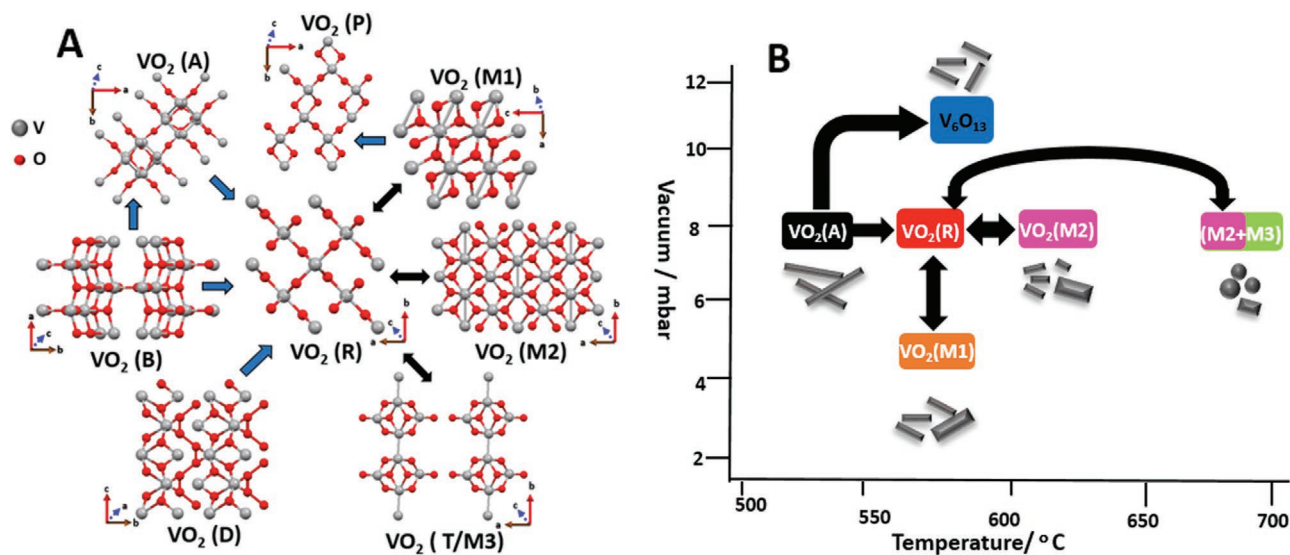 A
VO2 (P)
VO2 (A)
VO2 (M1)
V
O
c
a
b
c
a
b
b
c
a
VO2 (B)
VO2 (R)
VO2 (M2)
a
c
b
b
c
a
b
c
a
VO2 (D)
VO2 ( T/M3)
c
a
b
b
c
a
B
Vacuum / mbar
12
10
8
6
4
2
V6O13
VO2(A)
VO2(R)
VO2(M2)
(M2+M3)
VO2(M1)
500
550
600
650
700
Temperature/ o C